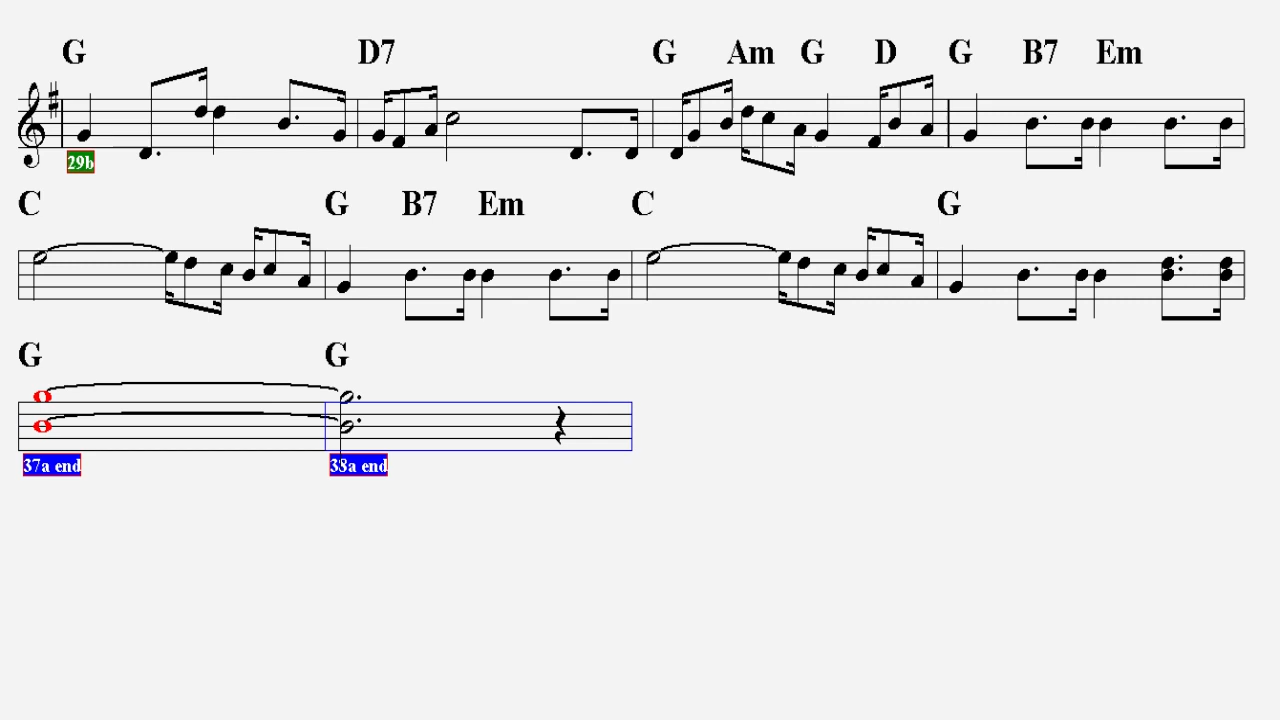 G D7 G Am G D G B7 Em
29b
C G B7 Em C G
G G
37a end 38a end